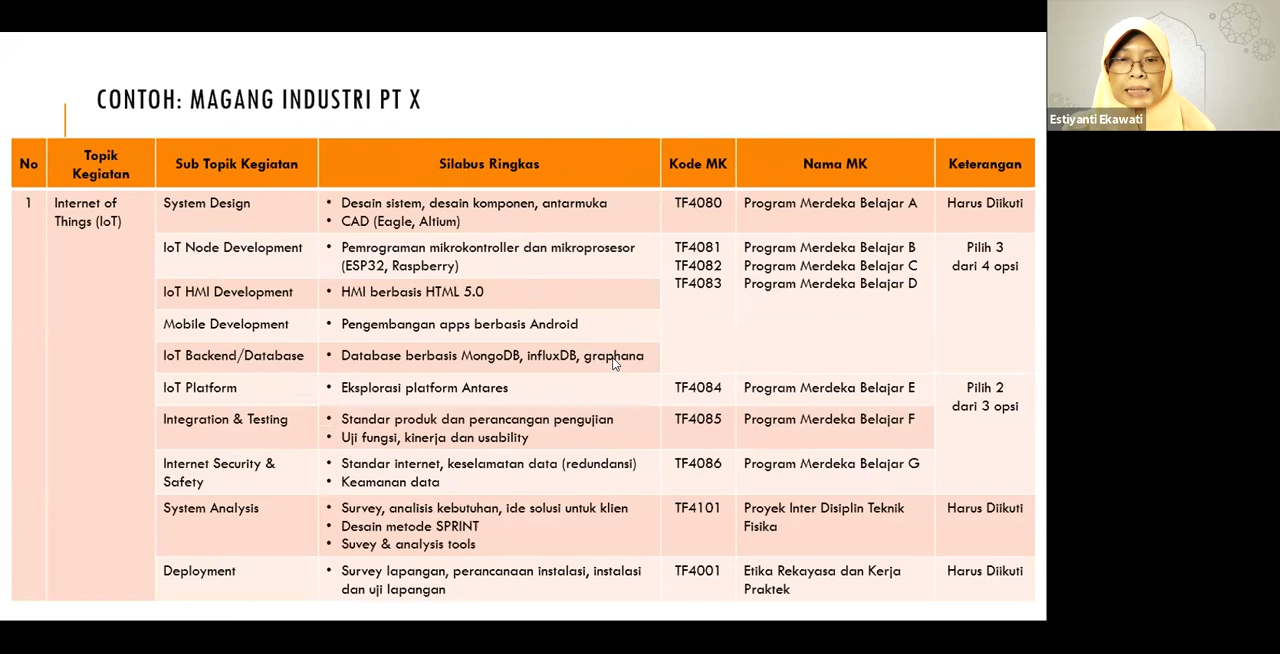 CONTOH: MAGANG INDUSTRI PT X
Estiyanti Ekawati
No
Topik
Kegiatan
Sub Topik Kegiatan
Silabus Ringkas
Kode MK
Nama MK
Keterangan
1
Internet of
Things (IoT)
System Design
• Desain sistem, desain komponen, antarmuka
• CAD (Eagle, Altium)
TF4080
Program Merdeka Belajar A
Harus Diikuti
IoT Node Development
• Pemrograman mikrokontroller dan mikroprosesor
(ESP32, Raspberry)
TF4081
TF4082
TF4083
Program Merdeka Belajar B
Program Merdeka Belajar C
Program Merdeka Belajar D
Pilih 3
dari 4 opsi
IoT HMI Development
• HMI berbasis HTML 5.0
Mobile Development
• Pengembangan apps berbasis Android
IoT Backend/Database
• Database berbasis MongoDB, influxDB, graphana
IoT Platform
• Eksplorasi platform Antares
TF4084
Program Merdeka Belajar E
Pilih 2
dari 3 opsi
Integration & Testing
• Standar produk dan perancangan pengujian
• Uji fungsi, kinerja dan usability
TF4085
Program Merdeka Belajar F
Internet Security &
Safety
• Standar internet, keselamatan data (redundansi)
• Keamanan data
TF4086
Program Merdeka Belajar G
System Analysis
• Survey, analisis kebutuhan, ide solusi untuk klien
• Desain metode SPRINT
• Suvey & analysis tools
TF4101
Proyek Inter Disiplin Teknik
Fisika
Harus Diikuti
Deployment
• Survey lapangan, perancanaan instalasi, instalasi
dan uji lapangan
TF4001
Etika Rekayasa dan Kerja
Praktek
Harus Diikuti